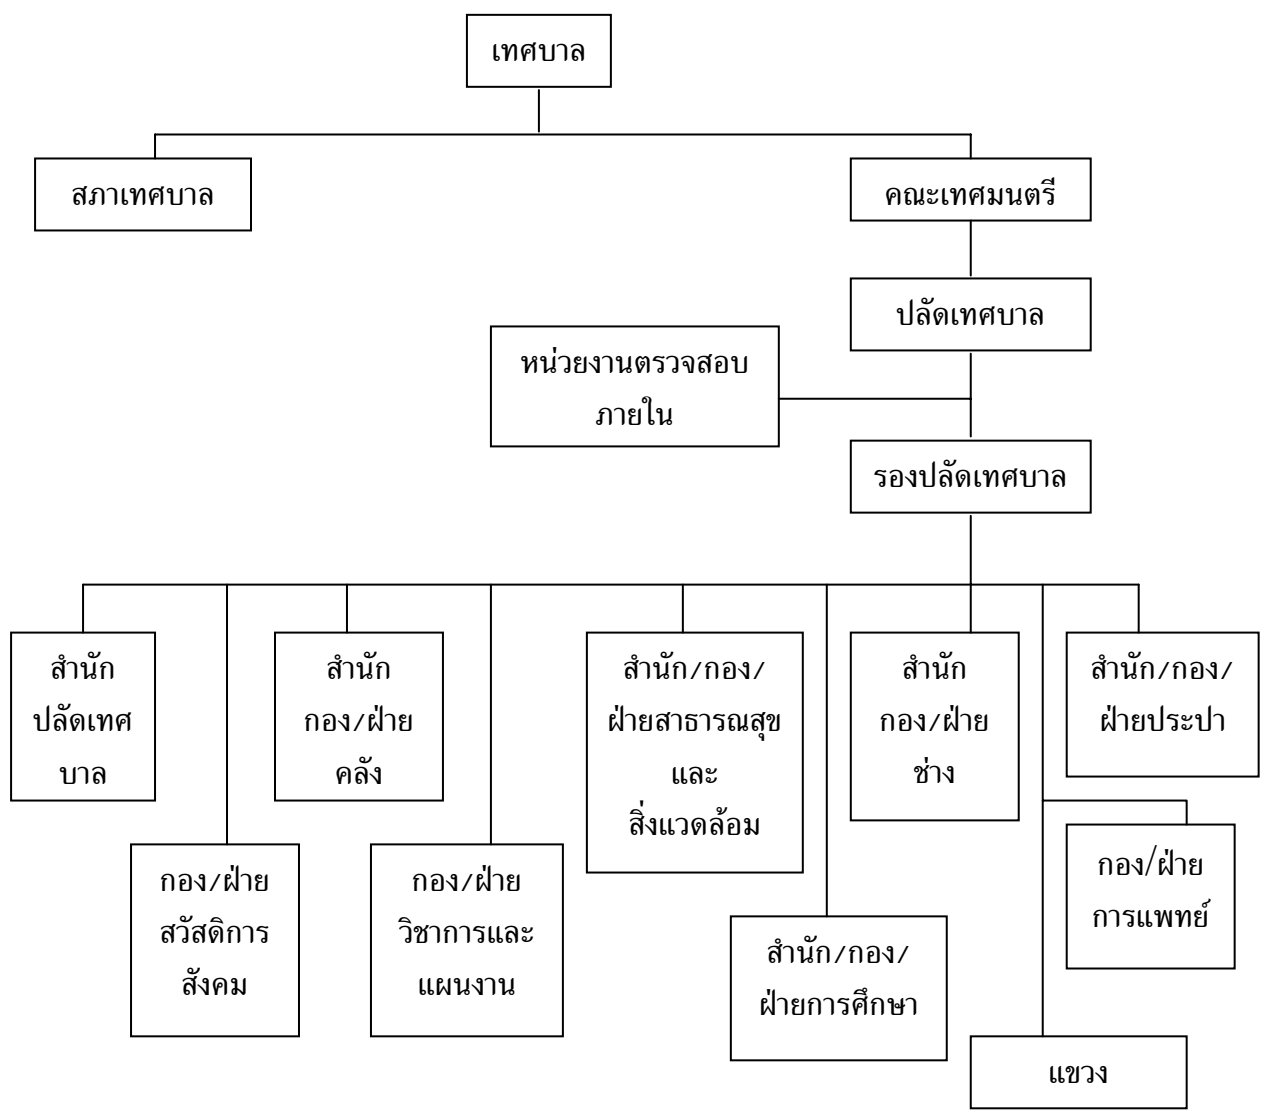 เทศบาล
สภาเทศบาล
คณะเทศมนตรี
ปลัดเทศบาล
หน่วยงานตรวจสอบ
ภายใน
รองปลัดเทศบาล
สำนัก
ปลัดเทศ
บาล
สำนัก
กอง/ฝ่าย
คลัง
สำนัก/กอง/
ฝ่ายสาธารณสุข
และ
สิ่งแวดล้อม
สำนัก
กอง/ฝ่าย
ช่าง
สำนัก/กอง/
ฝ่ายประปา
กอง/ฝ่าย
สวัสดิการ
สังคม
กอง/ฝ่าย
วิชาการและ
แผนงาน
สำนัก/กอง/
ฝ่ายการศึกษา
กอง/ฝ่าย
การแพทย์
แขวง